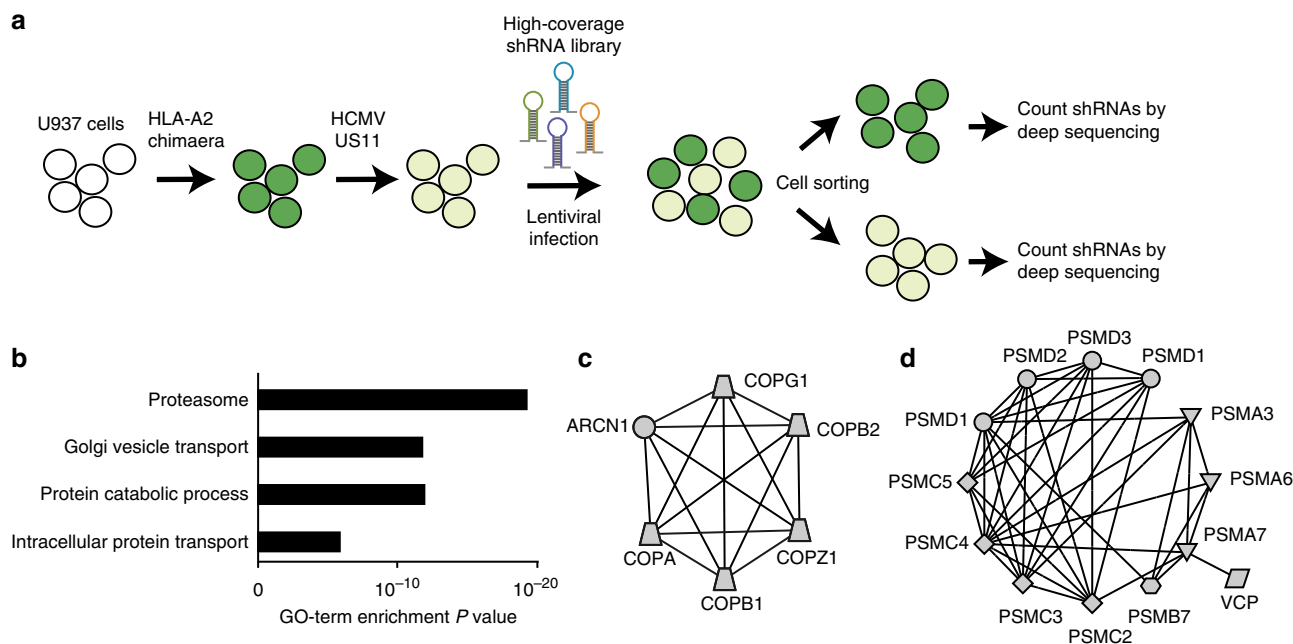 a
U937 cells
HLA-A2
chimaera
HCMV
US11
High-coverage
shRNA library
Lentiviral
infection
Cell sorting
Count shRNAs by
deep sequencing
Count shRNAs by
deep sequencing
b
Proteasome
Golgi vesicle transport
Protein catabolic process
Intracellular protein transport
0
10⁻¹⁰
10⁻²⁰
GO-term enrichment P value
c
COPG1
ARCN1
COPB2
COPA
COPZ1
COPB1
d
PSMD3
PSMD2
PSMD1
PSMD1
PSMA3
PSMC5
PSMA6
PSMC4
PSMA7
PSMC3
PSMC2
PSMB7
VCP